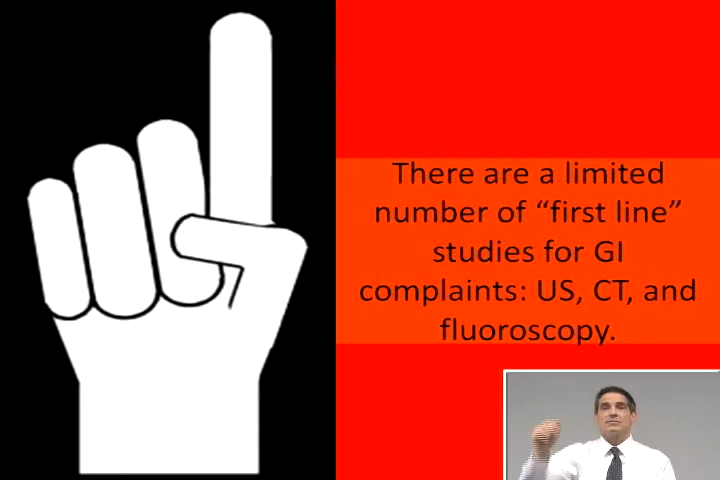 There are a limited
number of “first line”
studies for GI
complaints: US, CT, and
fluoroscopy.